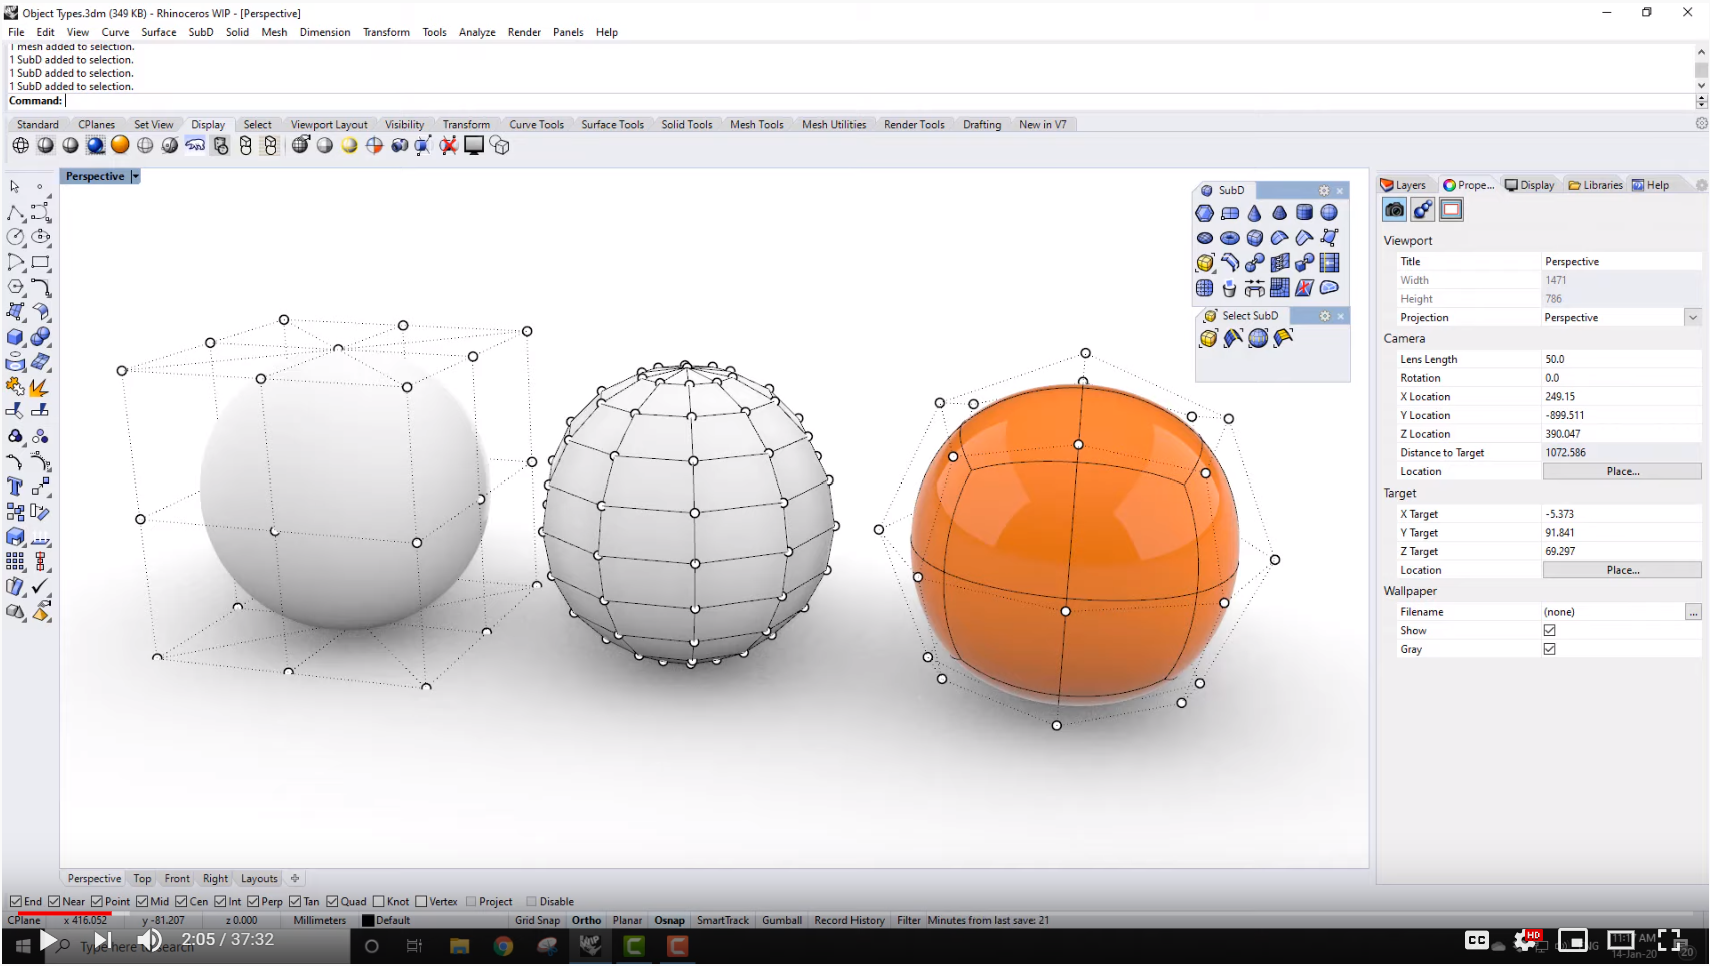 Object Types.3dm (349 KB) - Rhinoceros WIP - [Perspective]
File Edit View Curve Surface SubD Solid Mesh Dimension Transform Tools Analyze Render Panels Help
1 mesh added to selection.
1 SubD added to selection.
1 SubD added to selection.
1 SubD added to selection.
Command:
Standard CPlanes Set View Display Select Viewport Layout Visibility Transform Curve Tools Surface Tools Solid Tools Mesh Tools Mesh Utilities Render Tools Drafting New in V7
Perspective
SubD
Select SubD
Layers Prope... Display Libraries Help
Viewport
Title Perspective
Width 1471
Height 786
Projection Perspective
Camera
Lens Length 50.0
Rotation 0.0
X Location 249.15
Y Location -899.511
Z Location 390.047
Distance to Target 1072.586
Location Place...
Target
X Target -5.373
Y Target 91.841
Z Target 69.297
Location Place...
Wallpaper
Filename (none) ...
Show
Gray
Perspective Top Front Right Layouts
End Near Point Mid Cen Int Perp Tan Quad Knot Vertex Project Disable
CPlane x 416.052 y -81.207 z 0.000 Millimeters Default Grid Snap Ortho Planar Osnap SmartTrack Gumball Record History Filter Minutes from last save: 21
Type here to search
2:05 / 37:32
WIP
CC HD
14-Jan-20
20